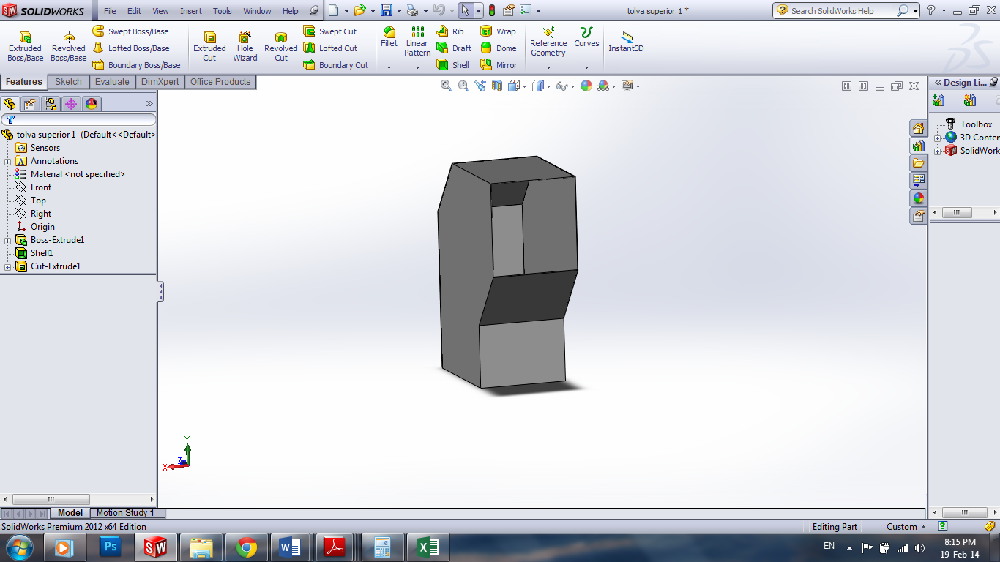 SW SOLIDWORKS File Edit View Insert Tools Window Help tolva superior 1 * Search SolidWorks Help
Extruded Boss/Base
Revolved Boss/Base
Swept Boss/Base
Lofted Boss/Base
Boundary Boss/Base
Extruded Cut
Hole Wizard
Revolved Cut
Swept Cut
Lofted Cut
Boundary Cut
Fillet
Linear Pattern
Rib
Draft
Shell
Wrap
Dome
Mirror
Reference Geometry
Curves
Instant3D
Features Sketch Evaluate DimXpert Office Products
Design Li...
tolva superior 1 (Default<<Default>
Sensors
Annotations
Material <not specified>
Front
Top
Right
Origin
Boss-Extrude1
Shell1
Cut-Extrude1
Toolbox
3D Conten
SolidWork
Y
Z
X
Model Motion Study 1
SolidWorks Premium 2012 x64 Edition Editing Part Custom
Ps SW W X
EN 8:15 PM
19-Feb-14